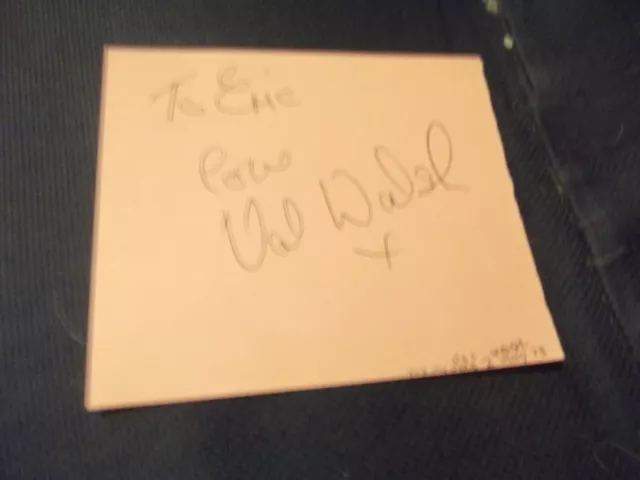 To Eric
Love
Val Walsh
x